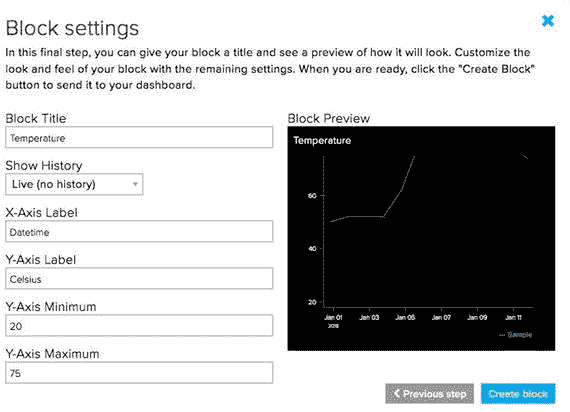 Block settings
In this final step, you can give your block a title and see a preview of how it will look. Customize the
look and feel of your block with the remaining settings. When you are ready, click the "Create Block"
button to send it to your dashboard.
Block Title
Temperature
Show History
Live (no history)
X-Axis Label
Datetime
Y-Axis Label
Celsius
Y-Axis Minimum
20
Y-Axis Maximum
75
Block Preview
Temperature
60
40
20
Jan 01 Jan 03 Jan 05 Jan 07 Jan 09 Jan 11
2018
Sample
Previous step
Create block